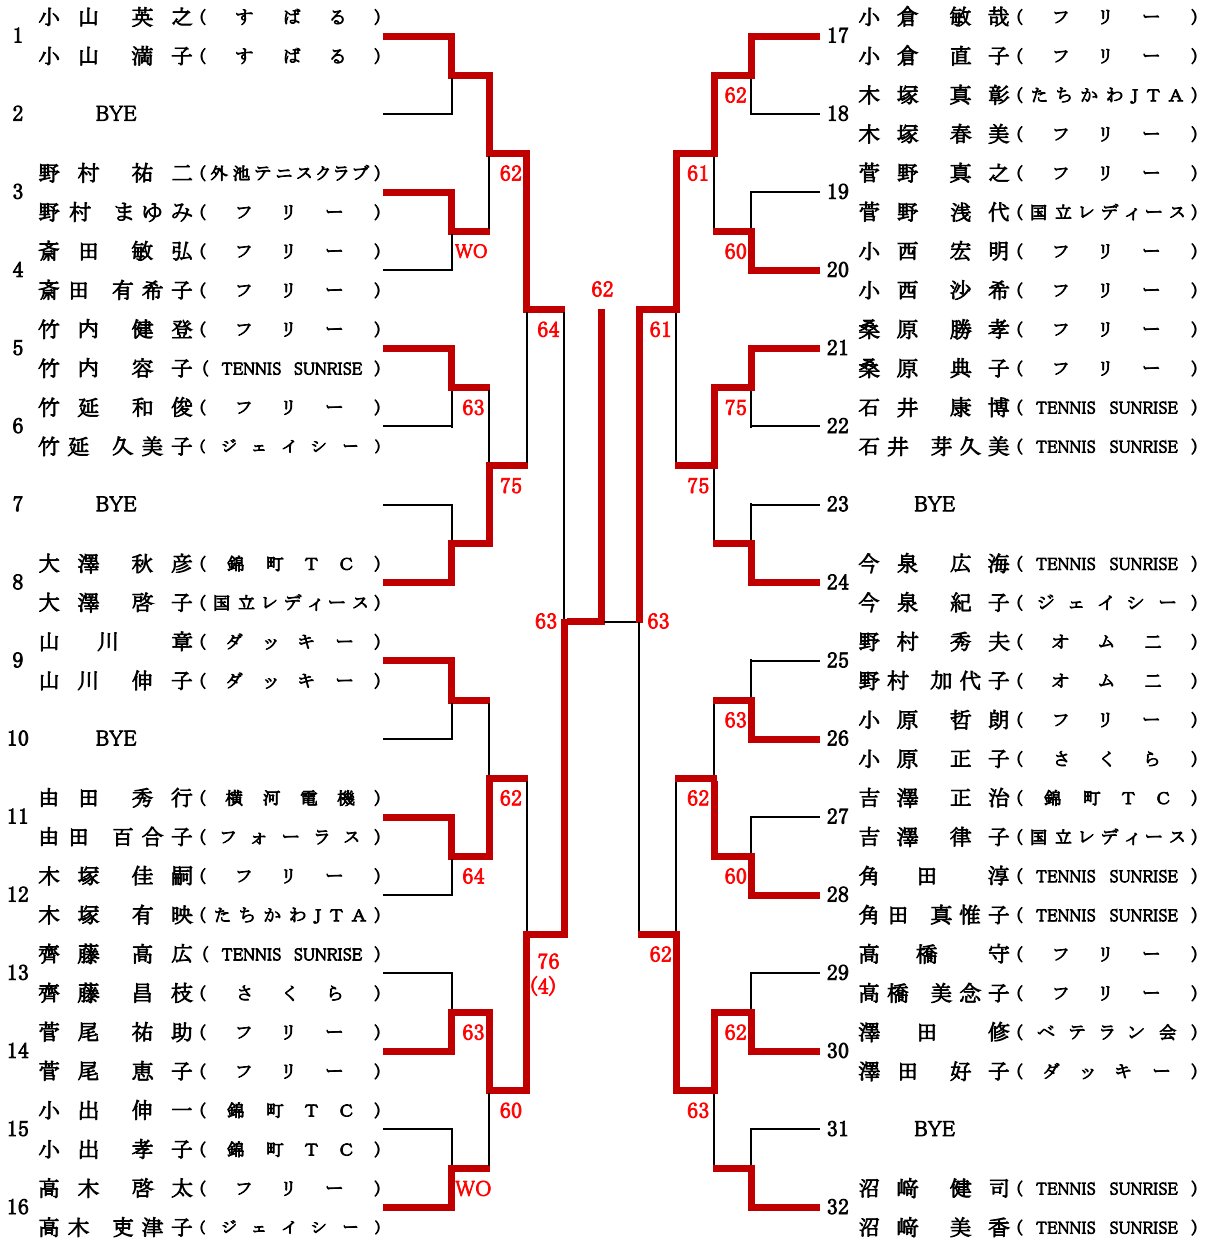 1
小山 英之(すばる)
小山 満子(すばる)
2
BYE
3
野村 祐二(外池テニスクラブ)
野村 まゆみ(フリー)
4
斎田 敏弘(フリー)
斎田 有希子(フリー)
5
竹内 健登(フリー)
竹内 容子(TENNIS SUNRISE)
6
竹延 和俊(フリー)
竹延 久美子(ジェイシー)
7
BYE
8
大澤 秋彦(錦町TC)
大澤 啓子(国立レディース)
9
山川 章(ダッキー)
山川 伸子(ダッキー)
10
BYE
11
由田 秀行(横河電機)
由田 百合子(フォーラス)
12
木塚 佳嗣(フリー)
木塚 有映(たちかわJTA)
13
齊藤 高広(TENNIS SUNRISE)
齊藤 昌枝(さくら)
14
菅尾 祐助(フリー)
菅尾 恵子(フリー)
15
小出 伸一(錦町TC)
小出 孝子(錦町TC)
16
高木 啓太(フリー)
高木 吏津子(ジェイシー)
WO
63
64
63
WO
62
75
62
60
64
76
(4)
63
62
63
61
62
61
75
62
63
62
60
75
63
60
62
17
小倉 敏哉(フリー)
小倉 直子(フリー)
18
木塚 真彰(たちかわJTA)
木塚 春美(フリー)
19
菅野 真之(フリー)
菅野 浅代(国立レディース)
20
小西 宏明(フリー)
小西 沙希(フリー)
21
桑原 勝孝(フリー)
桑原 典子(フリー)
22
石井 康博(TENNIS SUNRISE)
石井 芽久美(TENNIS SUNRISE)
23
BYE
24
今泉 広海(TENNIS SUNRISE)
今泉 紀子(ジェイシー)
25
野村 秀夫(オムニ)
野村 加代子(オムニ)
26
小原 哲朗(フリー)
小原 正子(さくら)
27
吉澤 正治(錦町TC)
吉澤 律子(国立レディース)
28
角田 淳(TENNIS SUNRISE)
角田 真惟子(TENNIS SUNRISE)
29
高橋 守(フリー)
高橋 美念子(フリー)
30
澤田 修(ベテラン会)
澤田 好子(ダッキー)
31
BYE
32
沼崎 健司(TENNIS SUNRISE)
沼崎 美香(TENNIS SUNRISE)